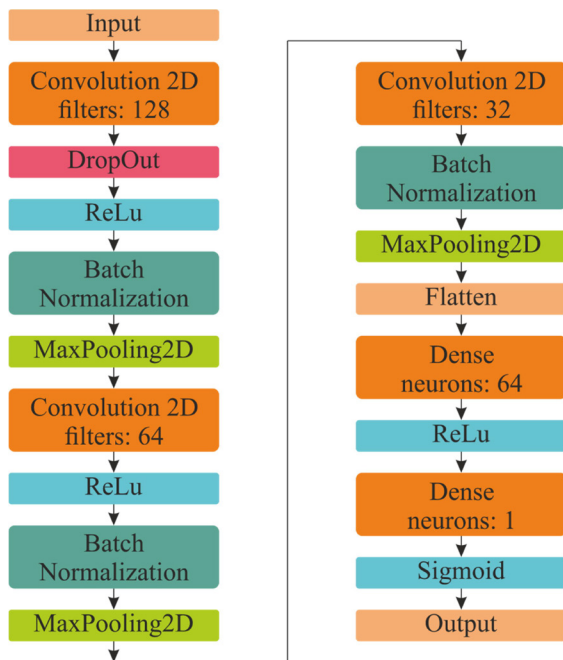 Input
Convolution 2D
filters: 128
DropOut
ReLu
Batch
Normalization
MaxPooling2D
Convolution 2D
filters: 64
ReLu
Batch
Normalization
MaxPooling2D
Convolution 2D
filters: 32
Batch
Normalization
MaxPooling2D
Flatten
Dense
neurons: 64
ReLu
Dense
neurons: 1
Sigmoid
Output